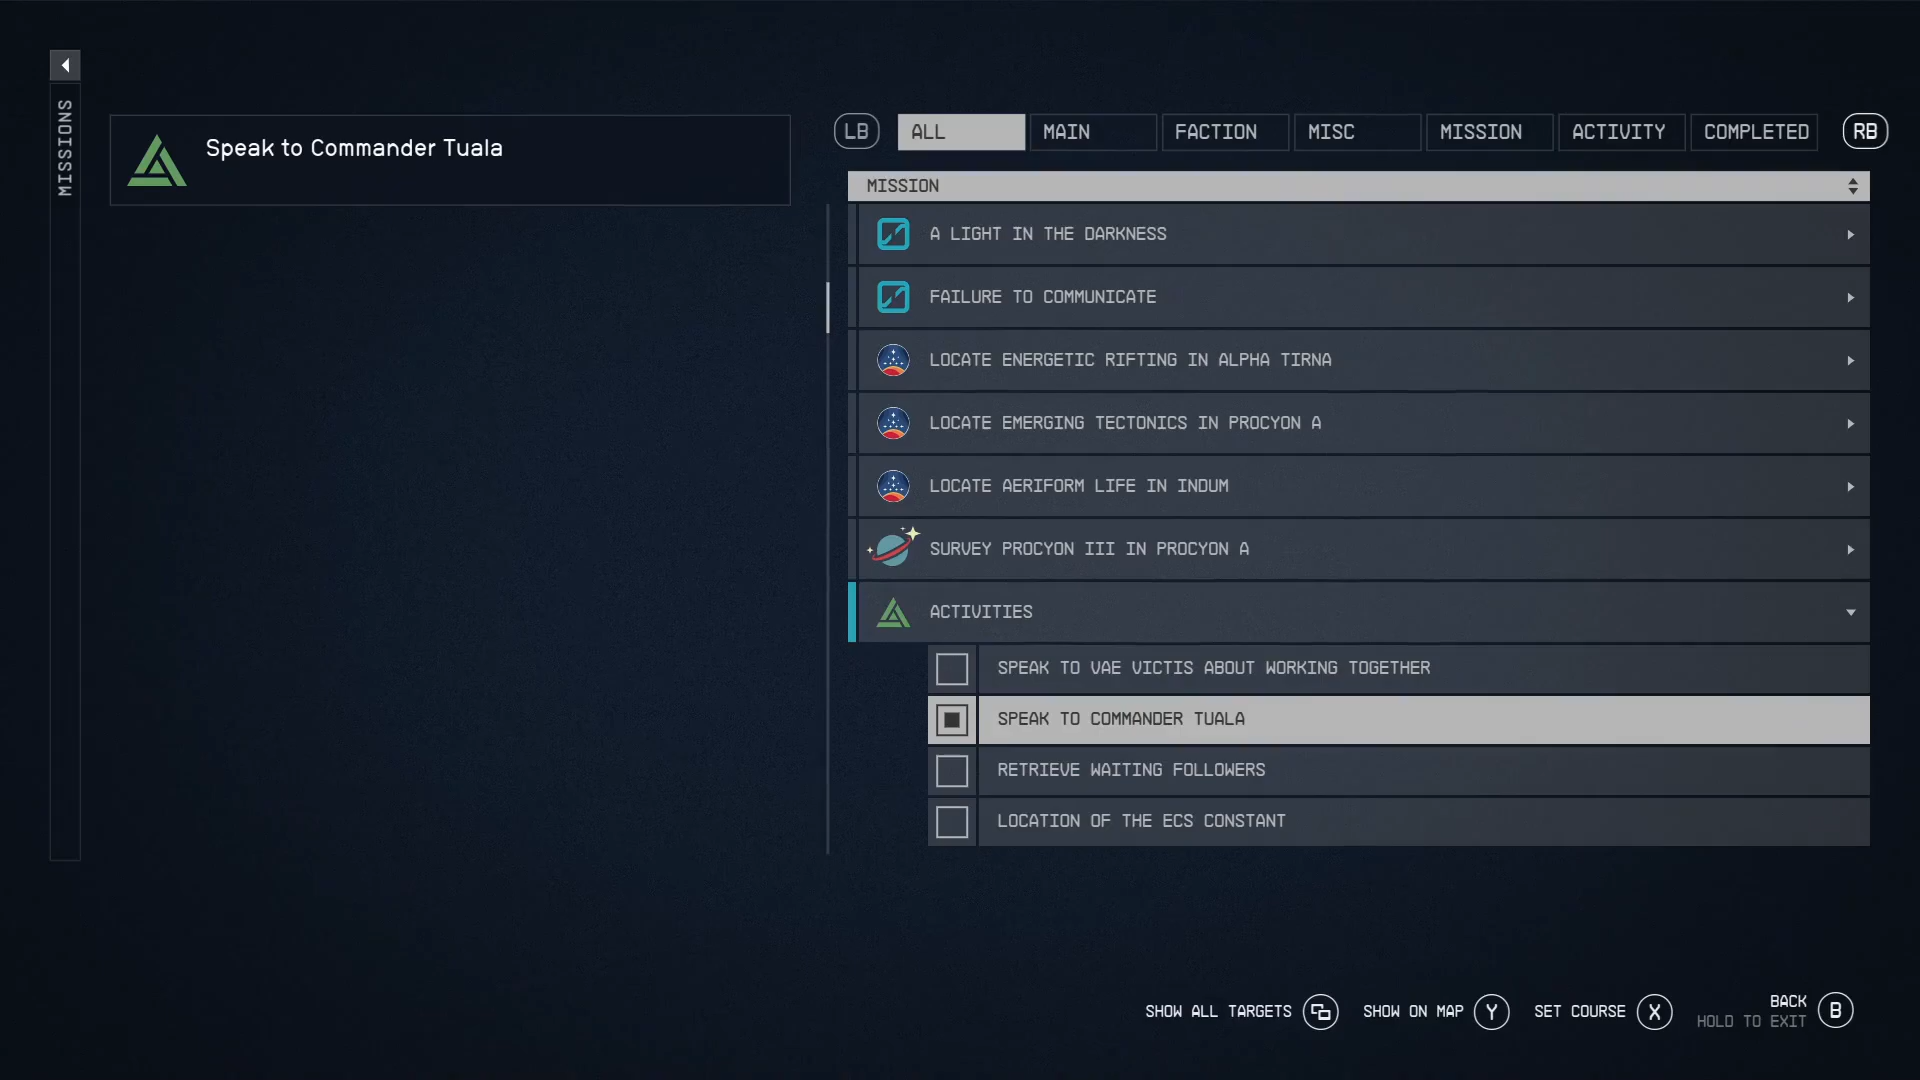 MISSIONS
Speak to Commander Tuala
LB
ALL
MAIN
FACTION
MISC
MISSION
ACTIVITY
COMPLETED
RB
MISSION
A LIGHT IN THE DARKNESS
FAILURE TO COMMUNICATE
LOCATE ENERGETIC RIFTING IN ALPHA TIRNA
LOCATE EMERGING TECTONICS IN PROCYON A
LOCATE AERIFORM LIFE IN INDUM
SURVEY PROCYON III IN PROCYON A
ACTIVITIES
SPEAK TO VAE VICTIS ABOUT WORKING TOGETHER
SPEAK TO COMMANDER TUALA
RETRIEVE WAITING FOLLOWERS
LOCATION OF THE ECS CONSTANT
SHOW ALL TARGETS
SHOW ON MAP Y
SET COURSE X
BACK B
HOLD TO EXIT